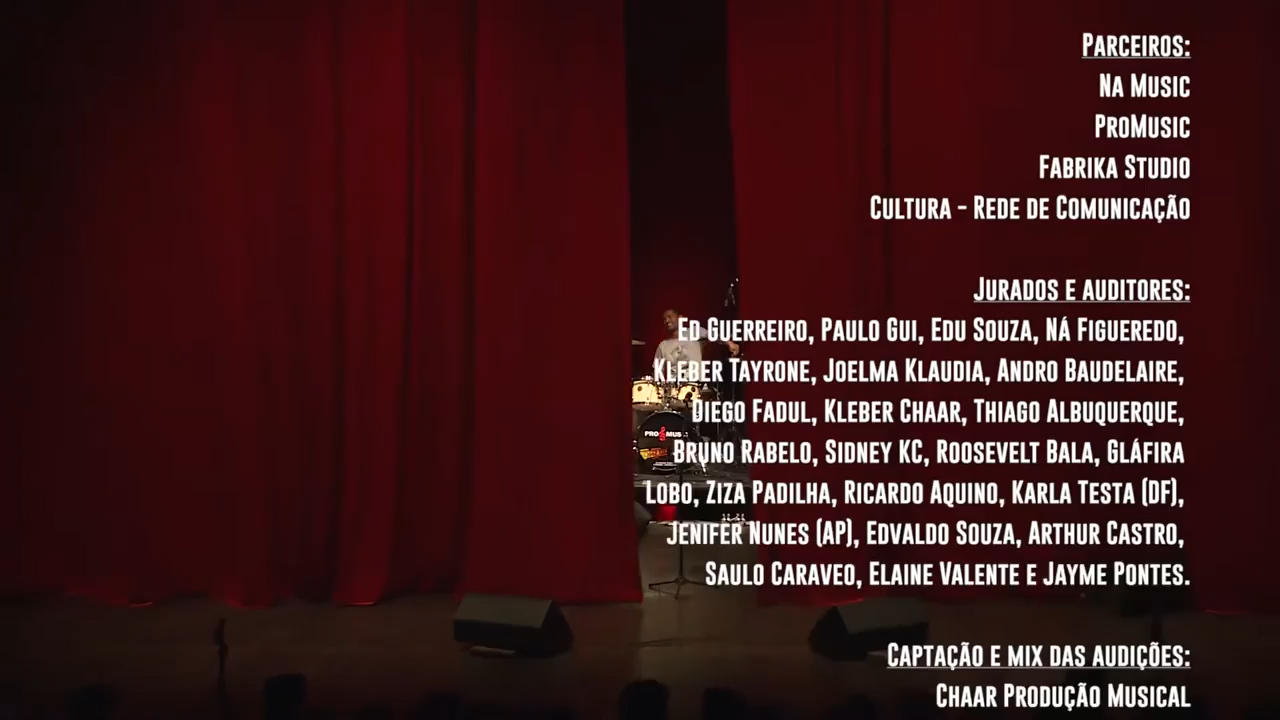 PARCEIROS:
NA MUSIC
PROMUSIC
FABRIKA STUDIO
CULTURA - REDE DE COMUNICAÇÃO
JURADOS E AUDITORES:
ED GUERREIRO, PAULO GUI, EDU SOUZA, NÁ FIGUEREDO,
KLEBER TAYRONE, JOELMA KLAUDIA, ANDRO BAUDELAIRE,
DIEGO FADUL, KLEBER CHAAR, THIAGO ALBUQUERQUE,
BRUNO RABELO, SIDNEY KC, ROOSEVELT BALA, GLÁFIRA
LOBO, ZIZA PADILHA, RICARDO AQUINO, KARLA TESTA (DF),
JENIFER NUNES (AP), EDVALDO SOUZA, ARTHUR CASTRO,
SAULO CARAVEO, ELAINE VALENTE E JAYME PONTES.
CAPTAÇÃO E MIX DAS AUDIÇÕES:
CHAAR PRODUÇÃO MUSICAL